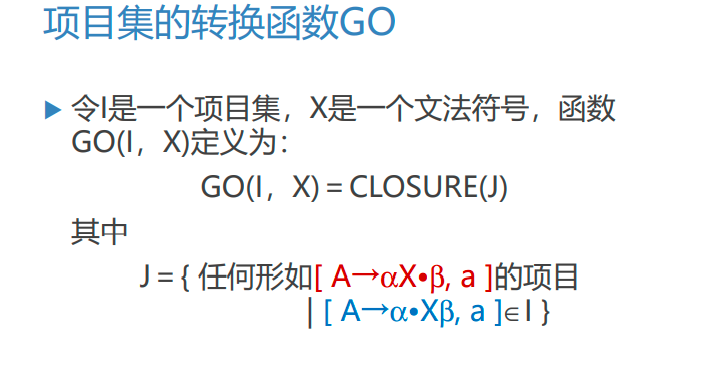 项目集的转换函数GO
▶ 令I是一个项目集，X是一个文法符号，函数
GO(I，X)定义为：
GO(I，X) = CLOSURE(J)
其中
J = { 任何形如[ A→αX•β, a ]的项目
| [ A→α•Xβ, a ]∈I }